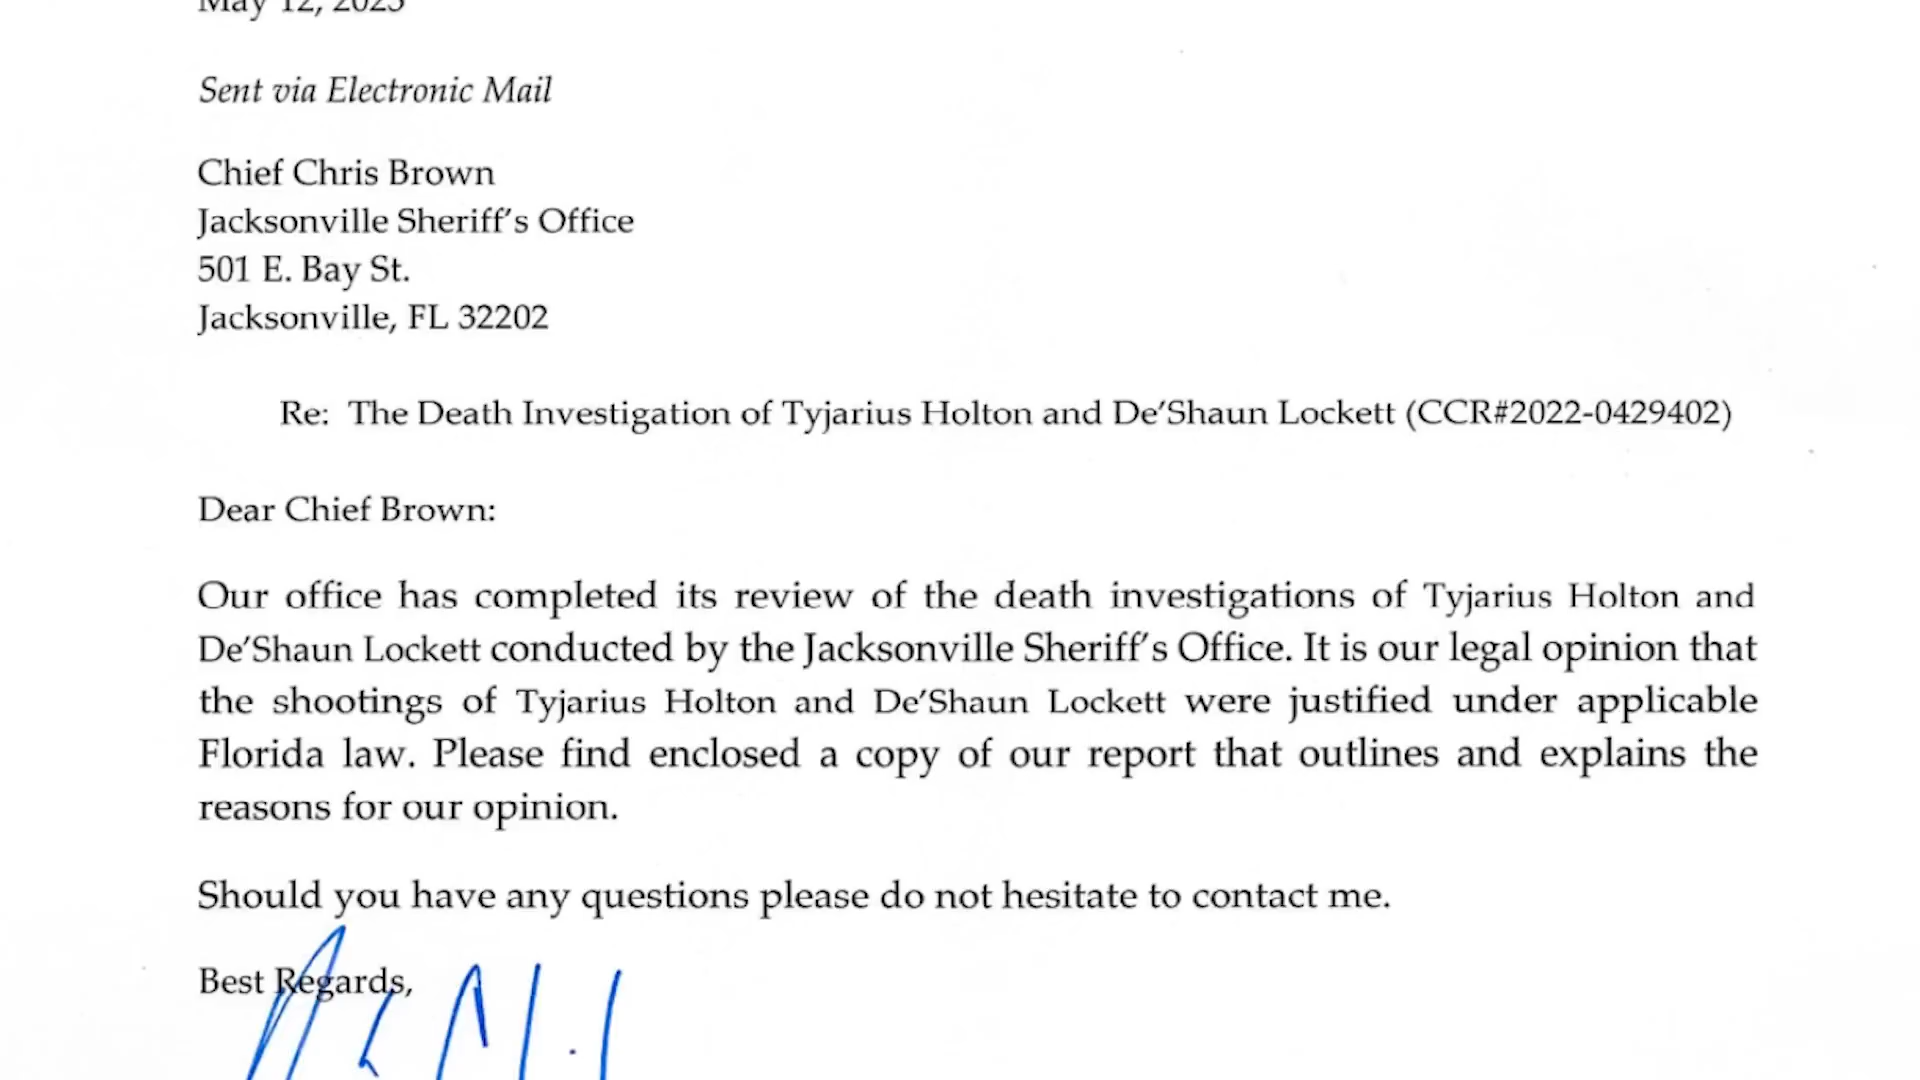 May 12, 2023
Sent via Electronic Mail
Chief Chris Brown
Jacksonville Sheriff's Office
501 E. Bay St.
Jacksonville, FL 32202
Re: The Death Investigation of Tyjarius Holton and De'Shaun Lockett (CCR#2022-0429402)
Dear Chief Brown:
Our office has completed its review of the death investigations of Tyjarius Holton and
De'Shaun Lockett conducted by the Jacksonville Sheriff's Office. It is our legal opinion that
the shootings of Tyjarius Holton and De'Shaun Lockett were justified under applicable
Florida law. Please find enclosed a copy of our report that outlines and explains the
reasons for our opinion.
Should you have any questions please do not hesitate to contact me.
Best Regards,